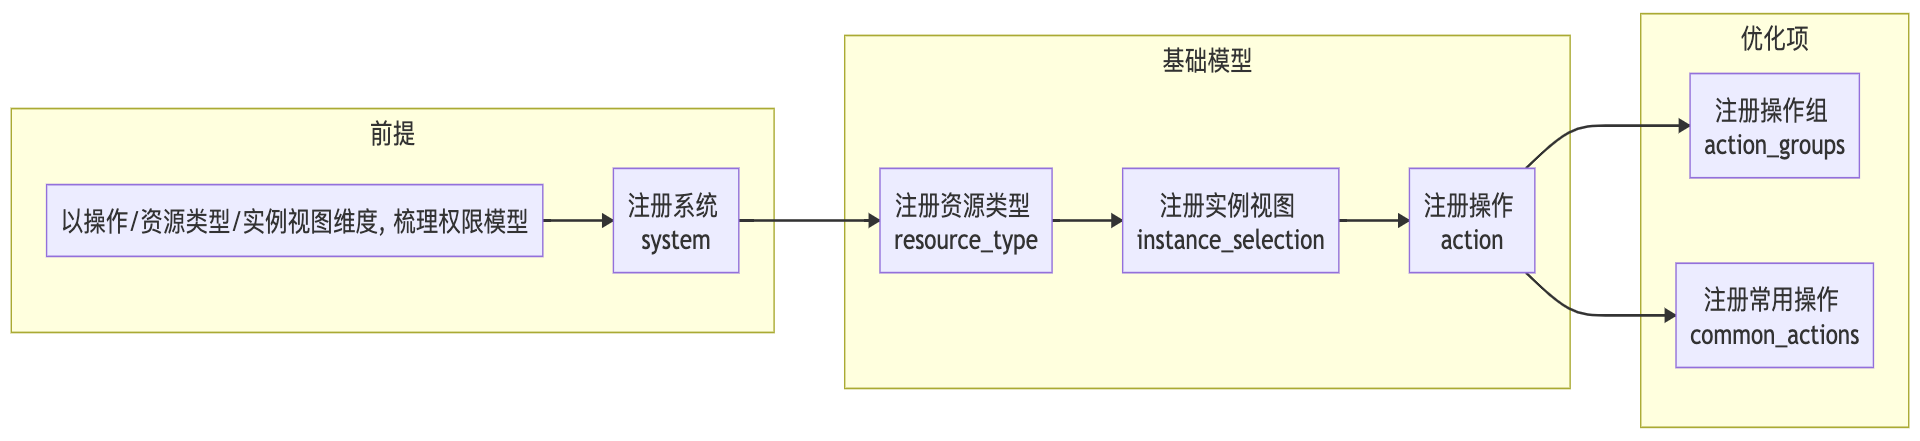 前提
以操作/资源类型/实例视图维度, 梳理权限模型
注册系统
system
基础模型
注册资源类型
resource_type
注册实例视图
instance_selection
注册操作
action
优化项
注册操作组
action_groups
注册常用操作
common_actions